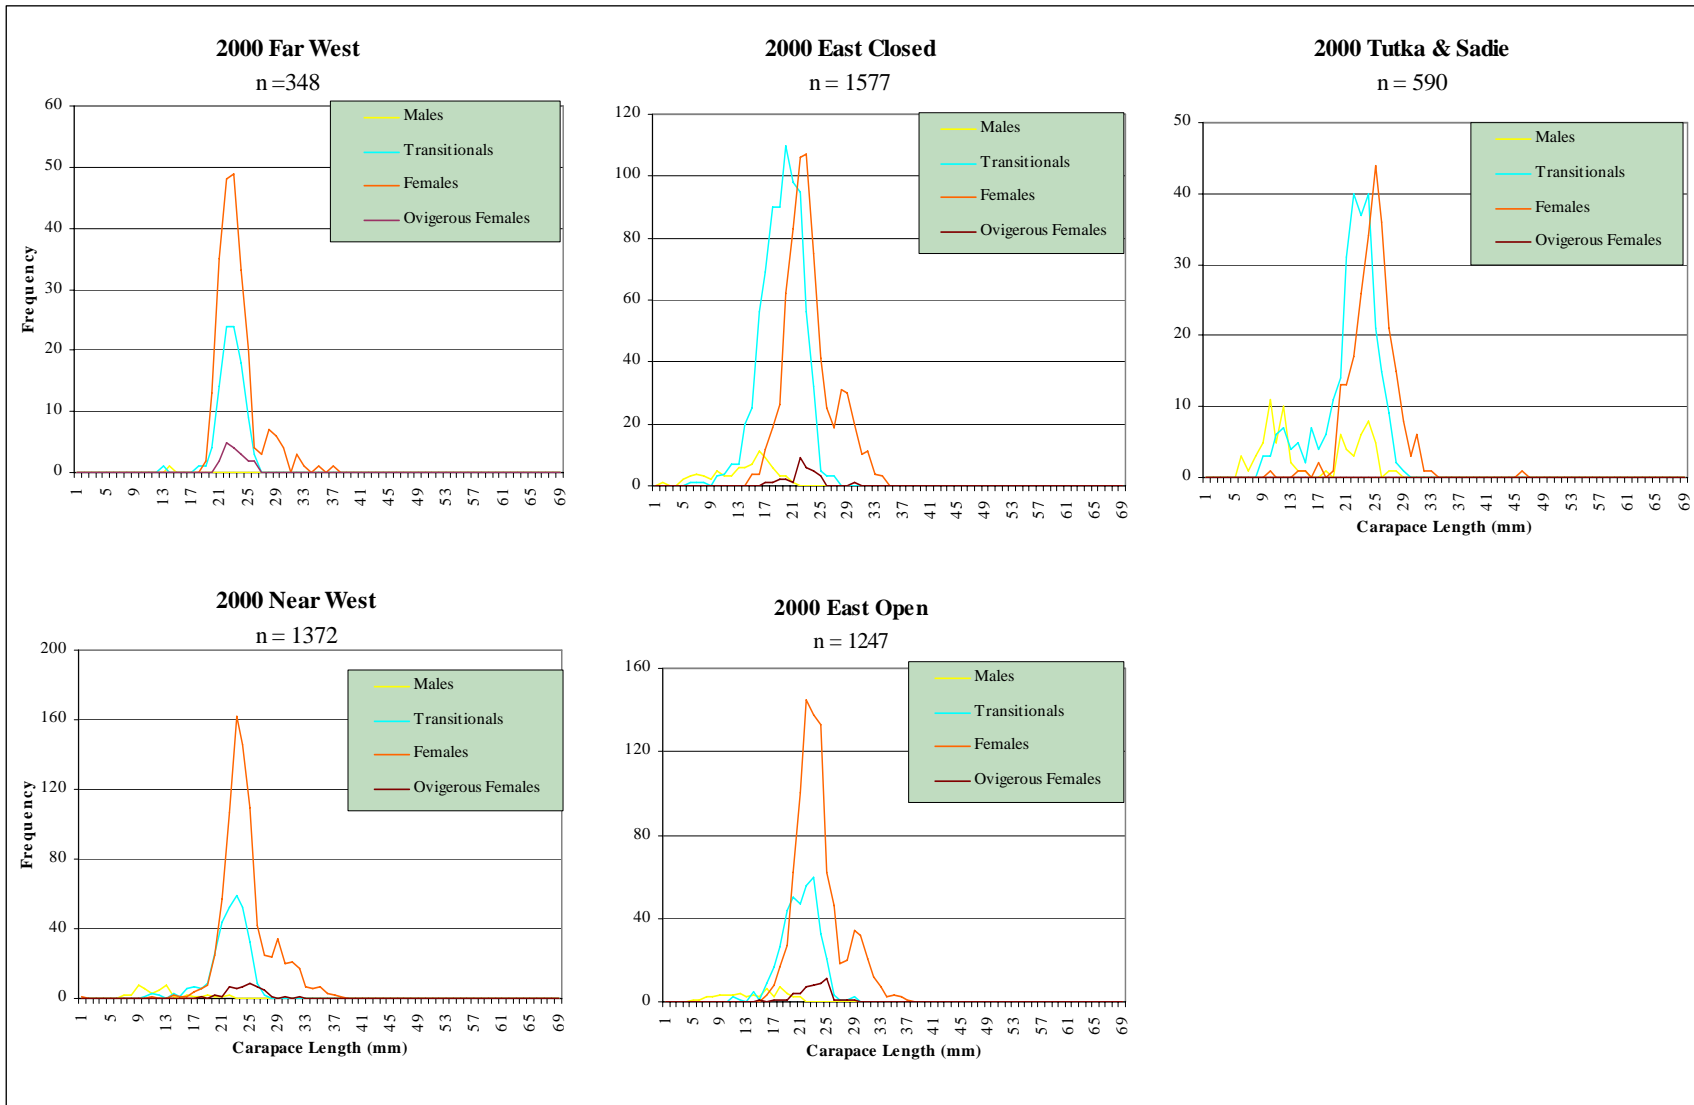 2000 Far West
n =348
60
50
40
30
20
10
0
Frequency
Males
Transitionals
Females
Ovigerous Females
1 5 9 13 17 21 25 29 33 37 41 45 49 53 57 61 65 69
2000 East Closed
n = 1577
120
100
80
60
40
20
0
Males
Transitionals
Females
Ovigerous Females
1 5 9 13 17 21 25 29 33 37 41 45 49 53 57 61 65 69
2000 Tutka & Sadie
n = 590
50
40
30
20
10
0
Males
Transitionals
Females
Ovigerous Females
1 5 9 13 17 21 25 29 33 37 41 45 49 53 57 61 65 69
Carapace Length (mm)
2000 Near West
n = 1372
200
160
120
80
40
0
Frequency
Males
Transitionals
Females
Ovigerous Females
1 5 9 13 17 21 25 29 33 37 41 45 49 53 57 61 65 69
Carapace Length (mm)
2000 East Open
n = 1247
160
120
80
40
0
Males
Transitionals
Females
Ovigerous Females
1 5 9 13 17 21 25 29 33 37 41 45 49 53 57 61 65 69
Carapace Length (mm)